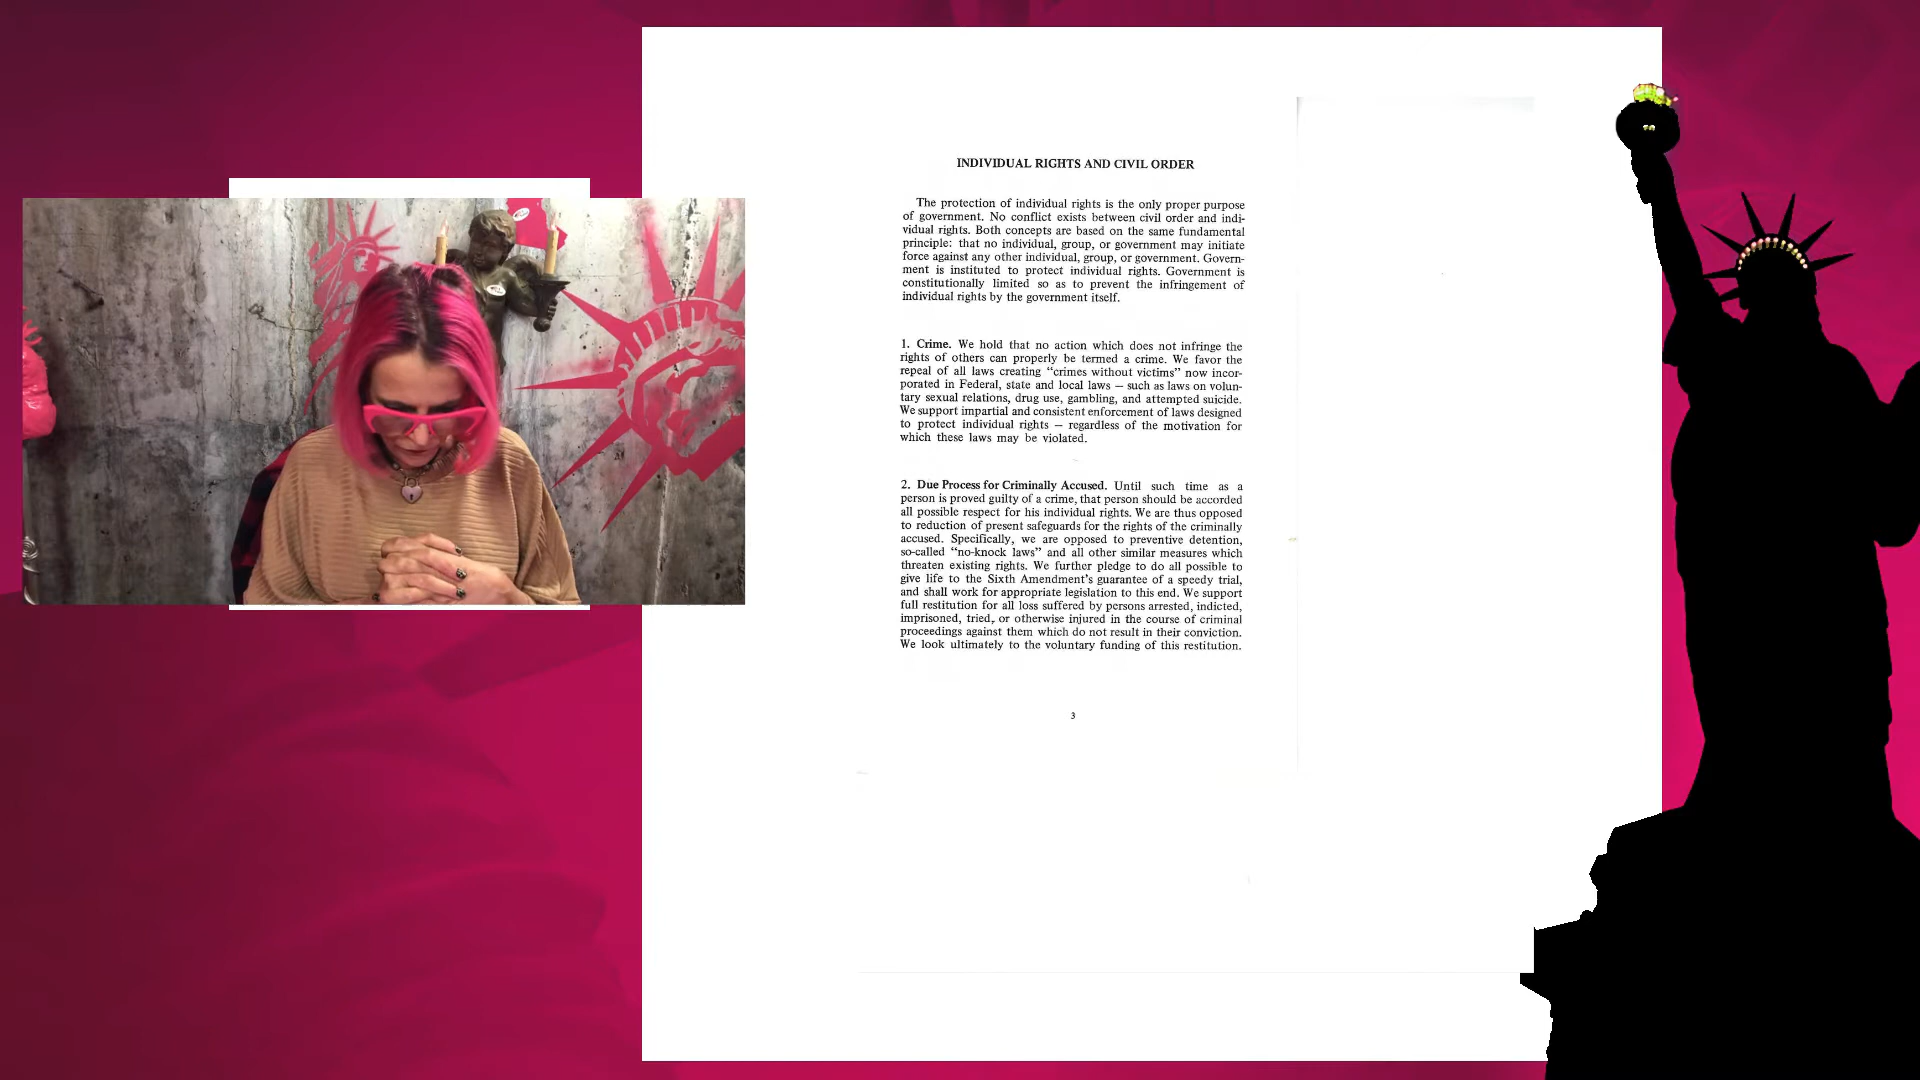 INDIVIDUAL RIGHTS AND CIVIL ORDER
The protection of individual rights is the only proper purpose
of government. No conflict exists between civil order and indi-
vidual rights. Both concepts are based on the same fundamental
principle: that no individual, group, or government may initiate
force against any other individual, group, or government. Govern-
ment is instituted to protect individual rights. Government is
constitutionally limited so as to prevent the infringement of
individual rights by the government itself.
1. Crime. We hold that no action which does not infringe the
rights of others can properly be termed a crime. We favor the
repeal of all laws creating “crimes without victims” now incor-
porated in Federal, state and local laws — such as laws on volun-
tary sexual relations, drug use, gambling, and attempted suicide.
We support impartial and consistent enforcement of laws designed
to protect individual rights — regardless of the motivation for
which these laws may be violated.
2. Due Process for Criminally Accused. Until such time as a
person is proved guilty of a crime, that person should be accorded
all possible respect for his individual rights. We are thus opposed
to reduction of present safeguards for the rights of the criminally
accused. Specifically, we are opposed to preventive detention,
so-called “no-knock laws” and all other similar measures which
threaten existing rights. We further pledge to do all possible to
give life to the Sixth Amendment’s guarantee of a speedy trial,
and shall work for appropriate legislation to this end. We support
full restitution for all loss suffered by persons arrested, indicted,
imprisoned, tried, or otherwise injured in the course of criminal
proceedings against them which do not result in their conviction.
We look ultimately to the voluntary funding of this restitution.
3